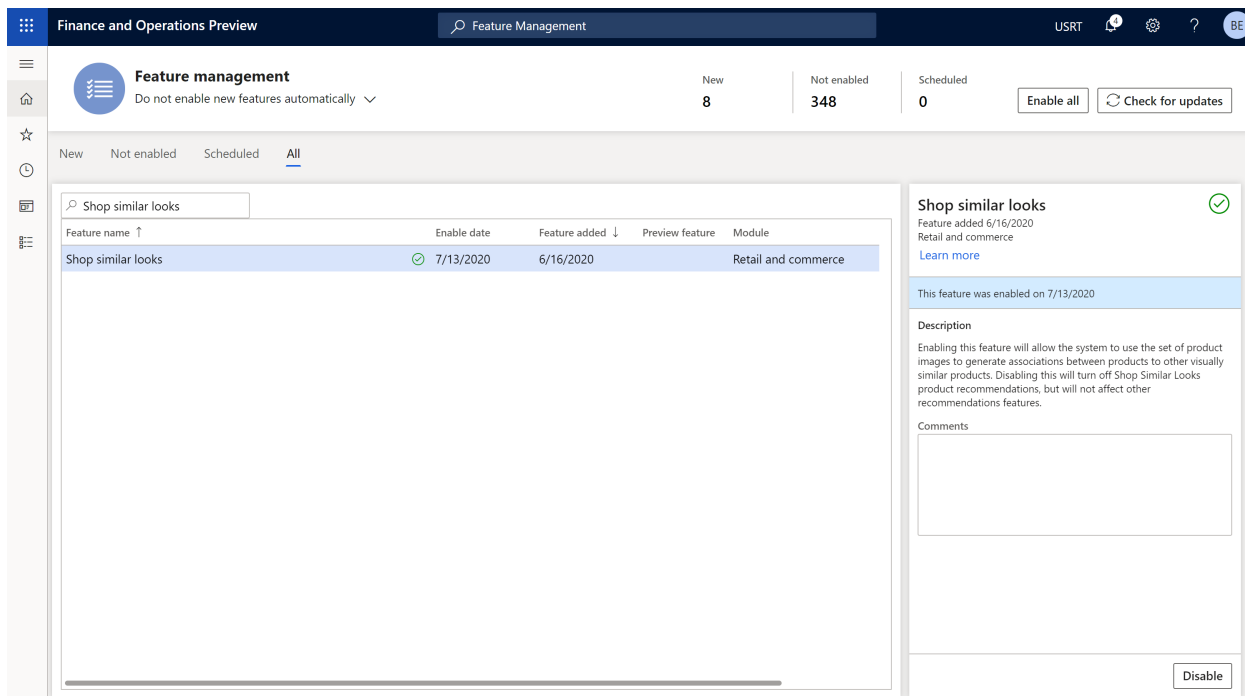 Finance and Operations Preview
Feature Management
USRT
4
?
BE
Feature management
Do not enable new features automatically
New
8
Not enabled
348
Scheduled
0
Enable all
Check for updates
New Not enabled Scheduled All
Shop similar looks
Feature name ↑ Enable date Feature added ↓ Preview feature Module
Shop similar looks 7/13/2020 6/16/2020 Retail and commerce
Shop similar looks
Feature added 6/16/2020
Retail and commerce
Learn more
This feature was enabled on 7/13/2020
Description
Enabling this feature will allow the system to use the set of product
images to generate associations between products to other visually
similar products. Disabling this will turn off Shop Similar Looks
product recommendations, but will not affect other
recommendations features.
Comments
Disable